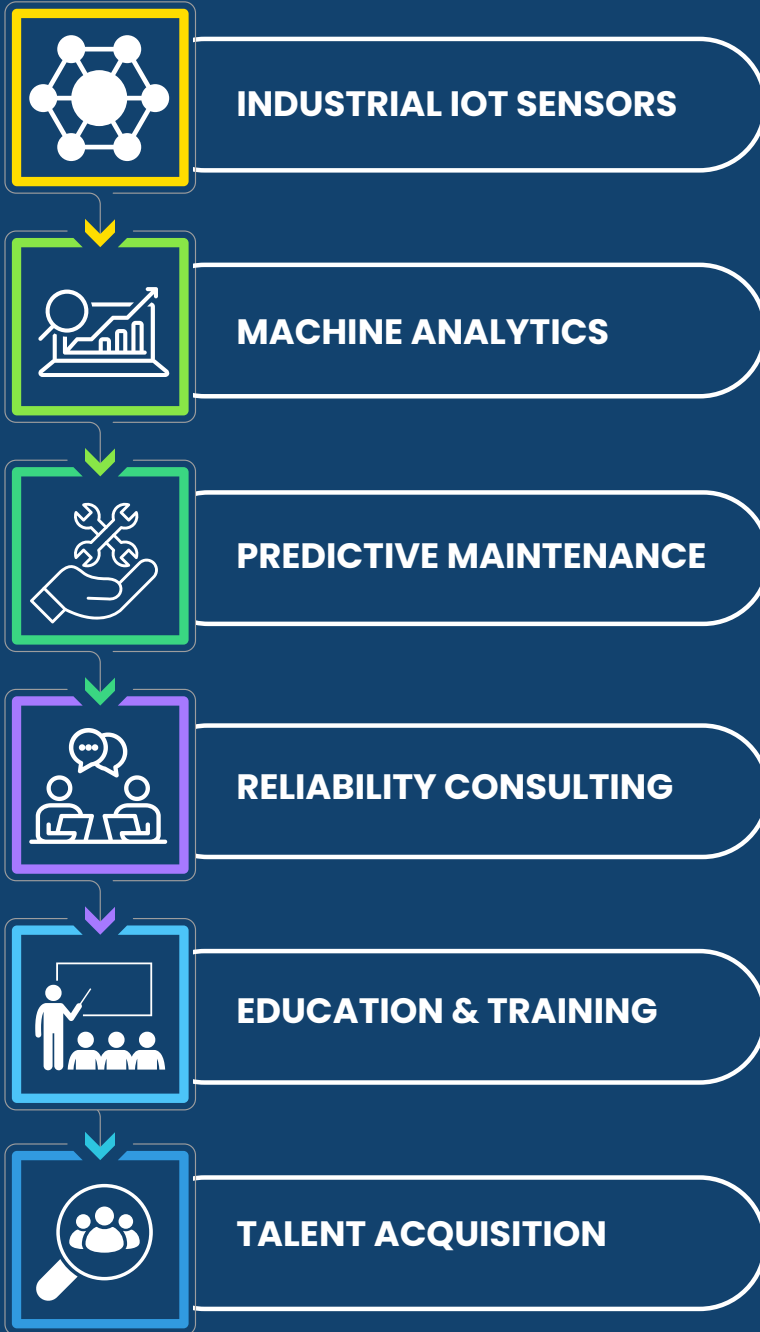 INDUSTRIAL IOT SENSORS
MACHINE ANALYTICS
PREDICTIVE MAINTENANCE
RELIABILITY CONSULTING
EDUCATION & TRAINING
TALENT ACQUISITION